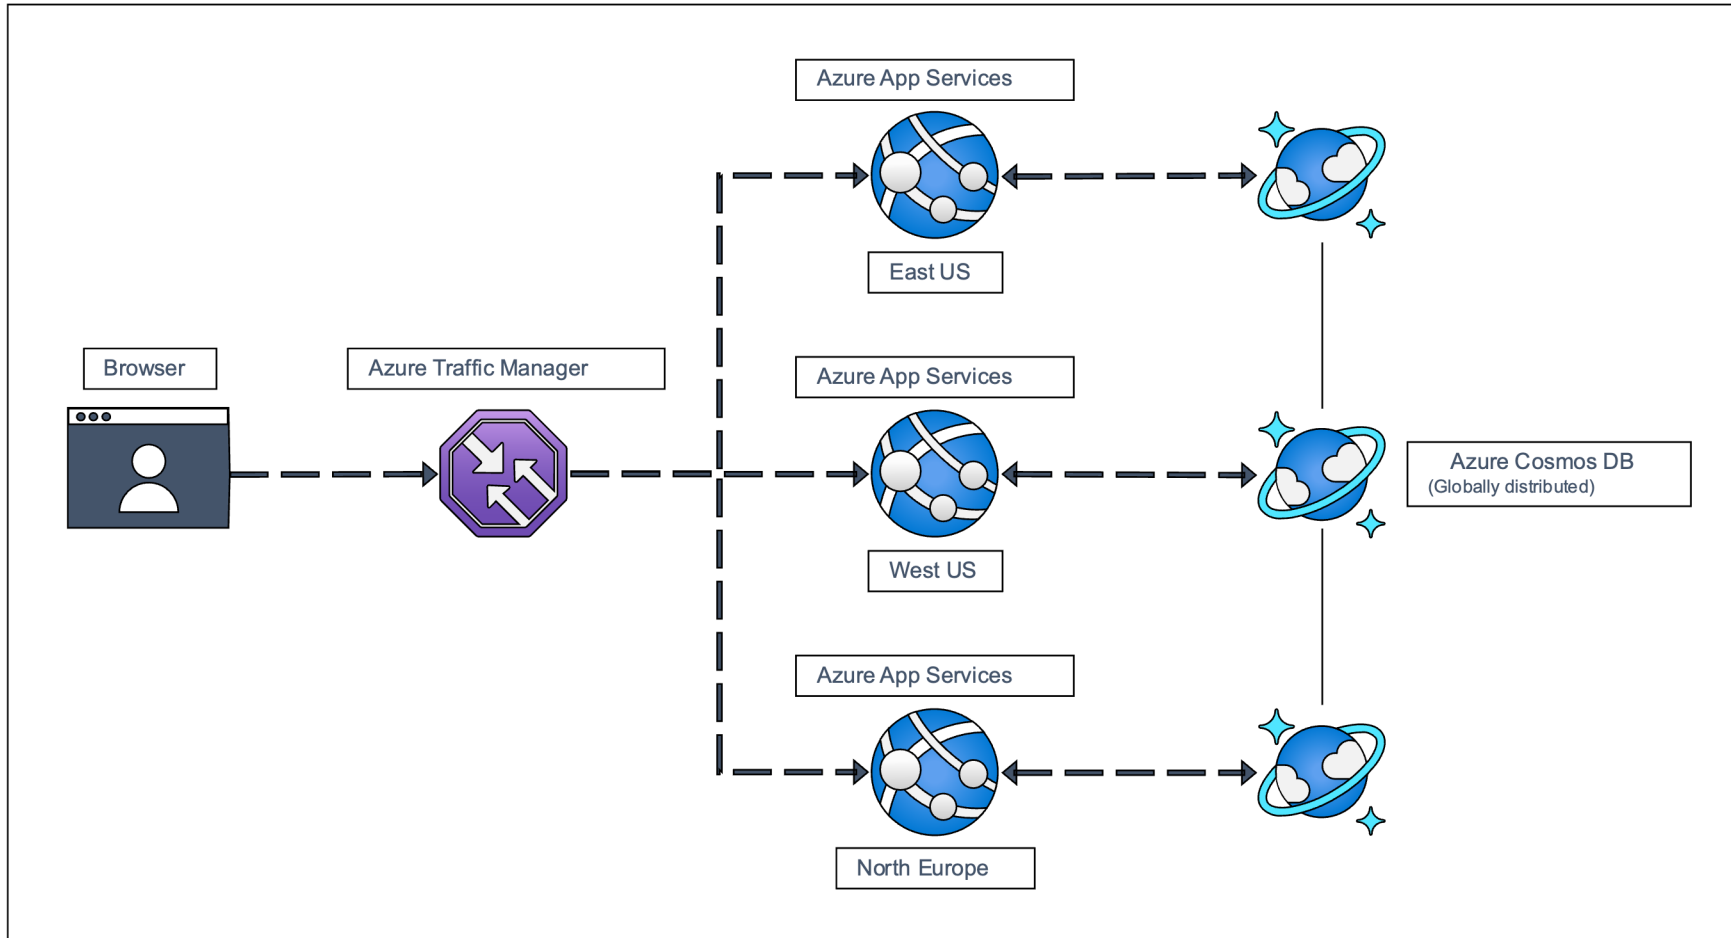 Azure App Services
East US
Browser
Azure Traffic Manager
Azure App Services
West US
Azure Cosmos DB
(Globally distributed)
Azure App Services
North Europe